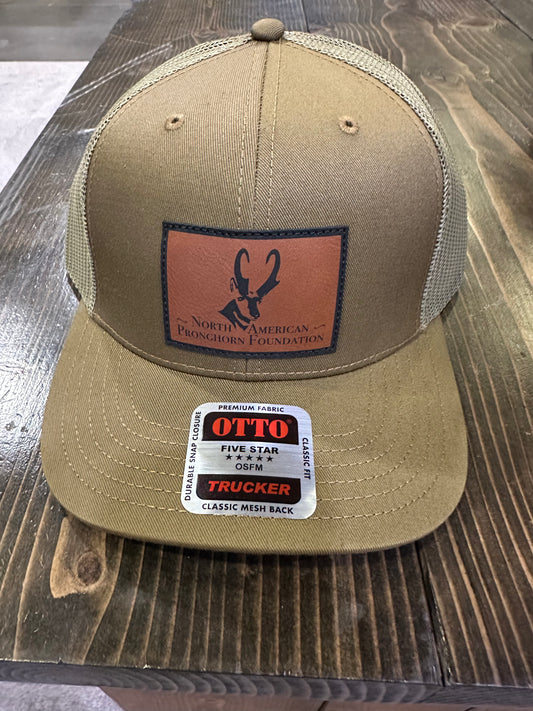 ~ NORTH AMERICAN ~
PRONGHORN FOUNDATION
PREMIUM FABRIC
DURABLE SNAP CLOSURE
OTTO
FIVE STAR
★★★★★
OSFM
TRUCKER
CLASSIC FIT
CLASSIC MESH BACK